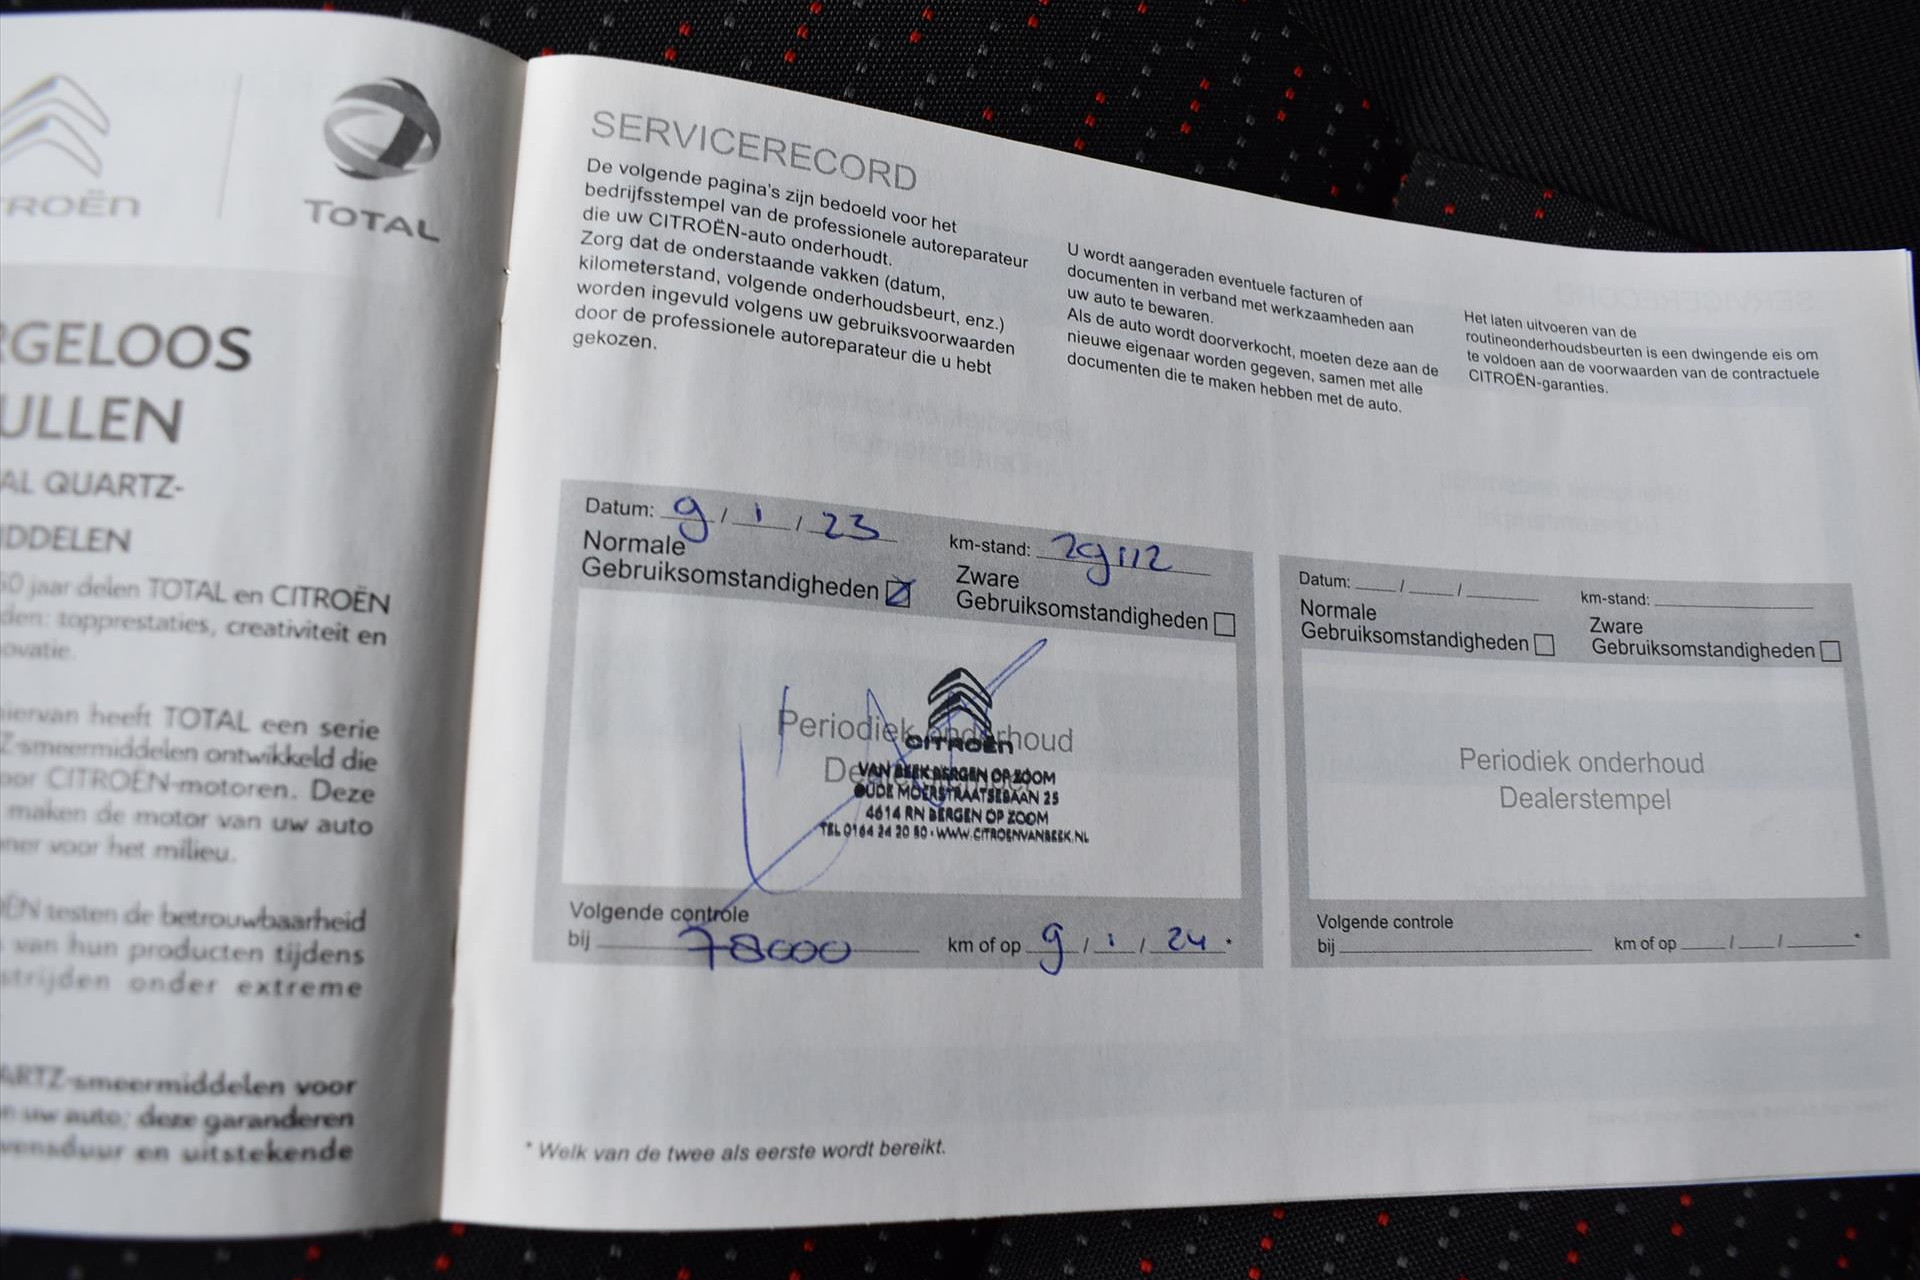 TROËN
TOTAL
RGELOOS
ULLEN
AL QUARTZ-
IDDELEN
60 jaar delen TOTAL en CITROËN
den: topprestaties, creativiteit en
ovatie.
iervan heeft TOTAL een serie
Z-smeermiddelen ontwikkeld die
oor CITROËN-motoren. Deze
maken de motor van uw auto
ner voor het milieu.
ËN testen de betrouwbaarheid
van hun producten tijdens
strijden onder extreme
ARTZ-smeermiddelen voor
n uw auto; deze garanderen
vensduur en uitstekende
SERVICERECORD
De volgende pagina's zijn bedoeld voor het
bedrijfsstempel van de professionele autoreparateur
die uw CITROËN-auto onderhoudt.
Zorg dat de onderstaande vakken (datum,
kilometerstand, volgende onderhoudsbeurt, enz.)
worden ingevuld volgens uw gebruiksvoorwaarden
door de professionele autoreparateur die u hebt
gekozen.
U wordt aangeraden eventuele facturen of
documenten in verband met werkzaamheden aan
uw auto te bewaren.
Als de auto wordt doorverkocht, moeten deze aan de
nieuwe eigenaar worden gegeven, samen met alle
documenten die te maken hebben met de auto.
Het laten uitvoeren van de
routineonderhoudsbeurten is een dwingende eis om
te voldoen aan de voorwaarden van de contractuele
CITROËN-garanties.
Datum: 9 / 1 / 23 km-stand: 29112
Normale
Gebruiksomstandigheden
Zware
Gebruiksomstandigheden
Periodiek onderhoud
CITROËN
VAN BEEK BERGEN OP ZOOM
OUDE MOERSTRAATSEBAAN 25
4614 RN BERGEN OP ZOOM
TEL 0164 24 20 50 • WWW.CITROENVANBEEK.NL
Volgende controle
bij 78000 km of op 9 / 1 / 24 *
Datum: / / km-stand:
Normale
Gebruiksomstandigheden
Zware
Gebruiksomstandigheden
Periodiek onderhoud
Dealerstempel
Volgende controle
bij km of op / / *
* Welk van de twee als eerste wordt bereikt.